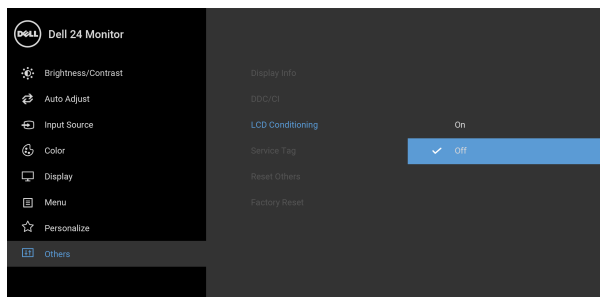 DELL Dell 24 Monitor
Brightness/Contrast
Auto Adjust
Input Source
Color
Display
Menu
Personalize
Others
Display Info
DDC/CI
LCD Conditioning
Service Tag
Reset Others
Factory Reset
On
Off